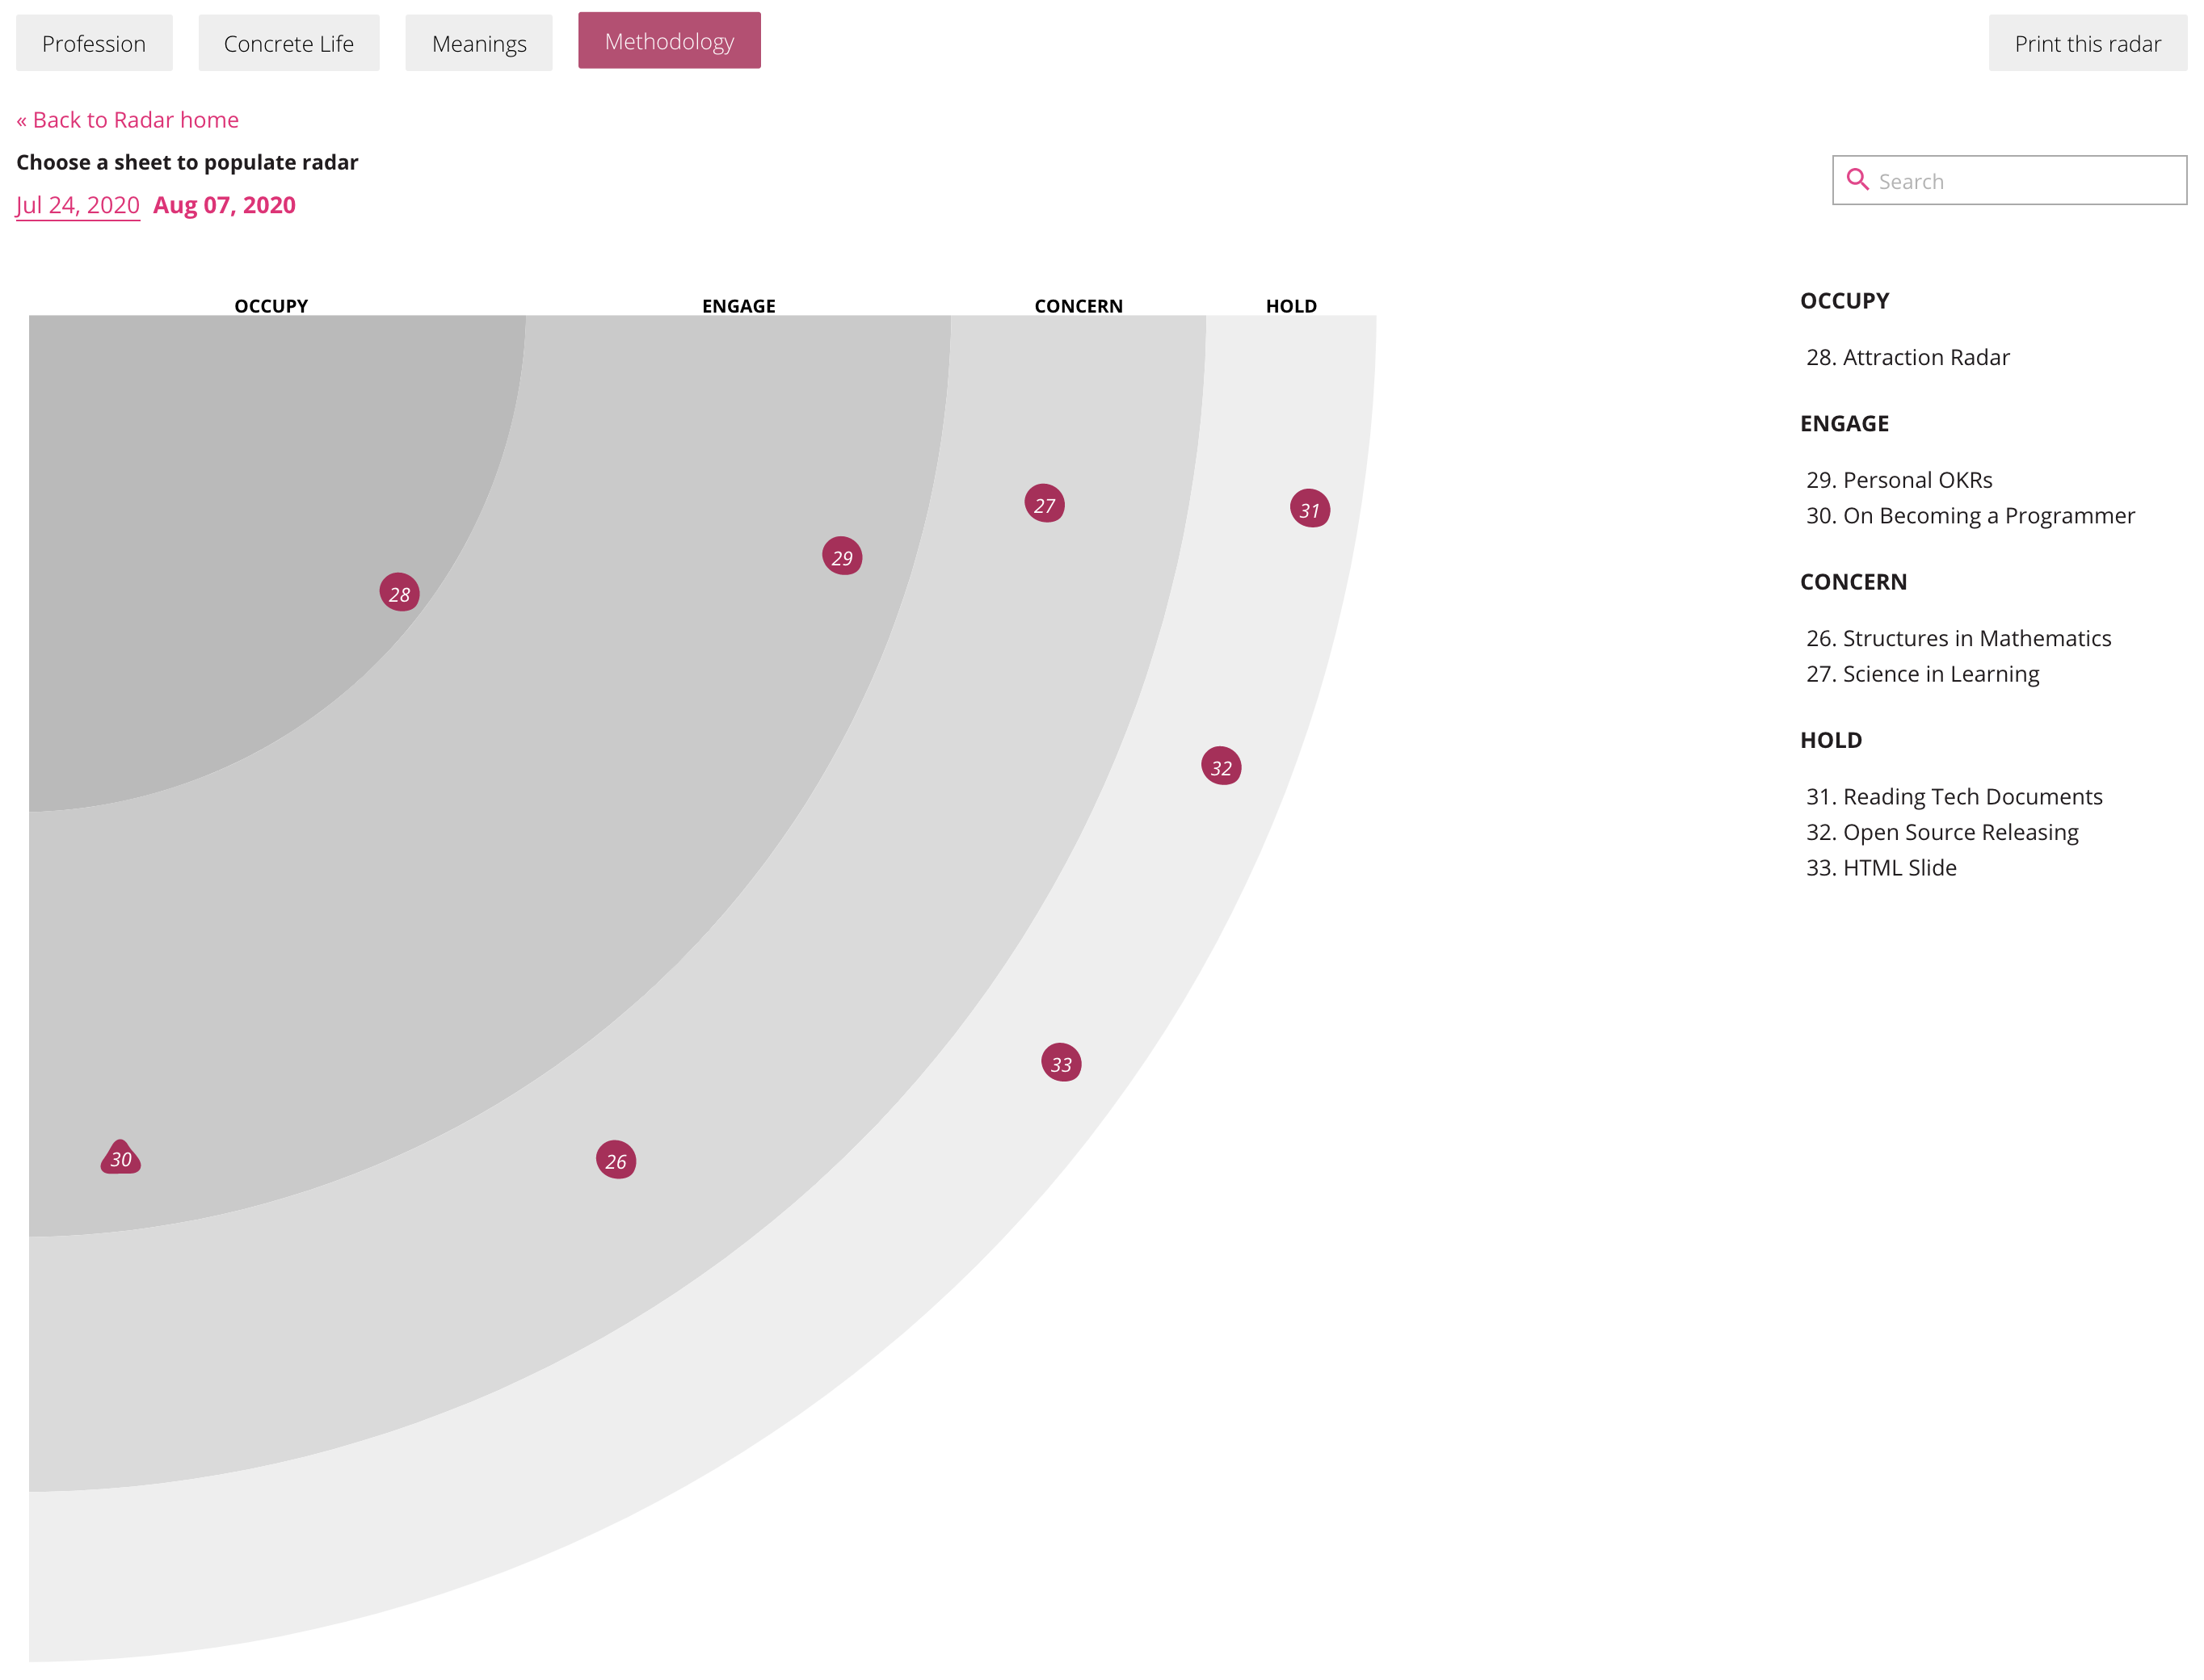 Profession
Concrete Life
Meanings
Methodology
Print this radar
« Back to Radar home
Choose a sheet to populate radar
Search
Jul 24, 2020 Aug 07, 2020
OCCUPY
ENGAGE
CONCERN
HOLD
27
31
29
28
32
33
30
26
OCCUPY
28. Attraction Radar
ENGAGE
29. Personal OKRs
30. On Becoming a Programmer
CONCERN
26. Structures in Mathematics
27. Science in Learning
HOLD
31. Reading Tech Documents
32. Open Source Releasing
33. HTML Slide